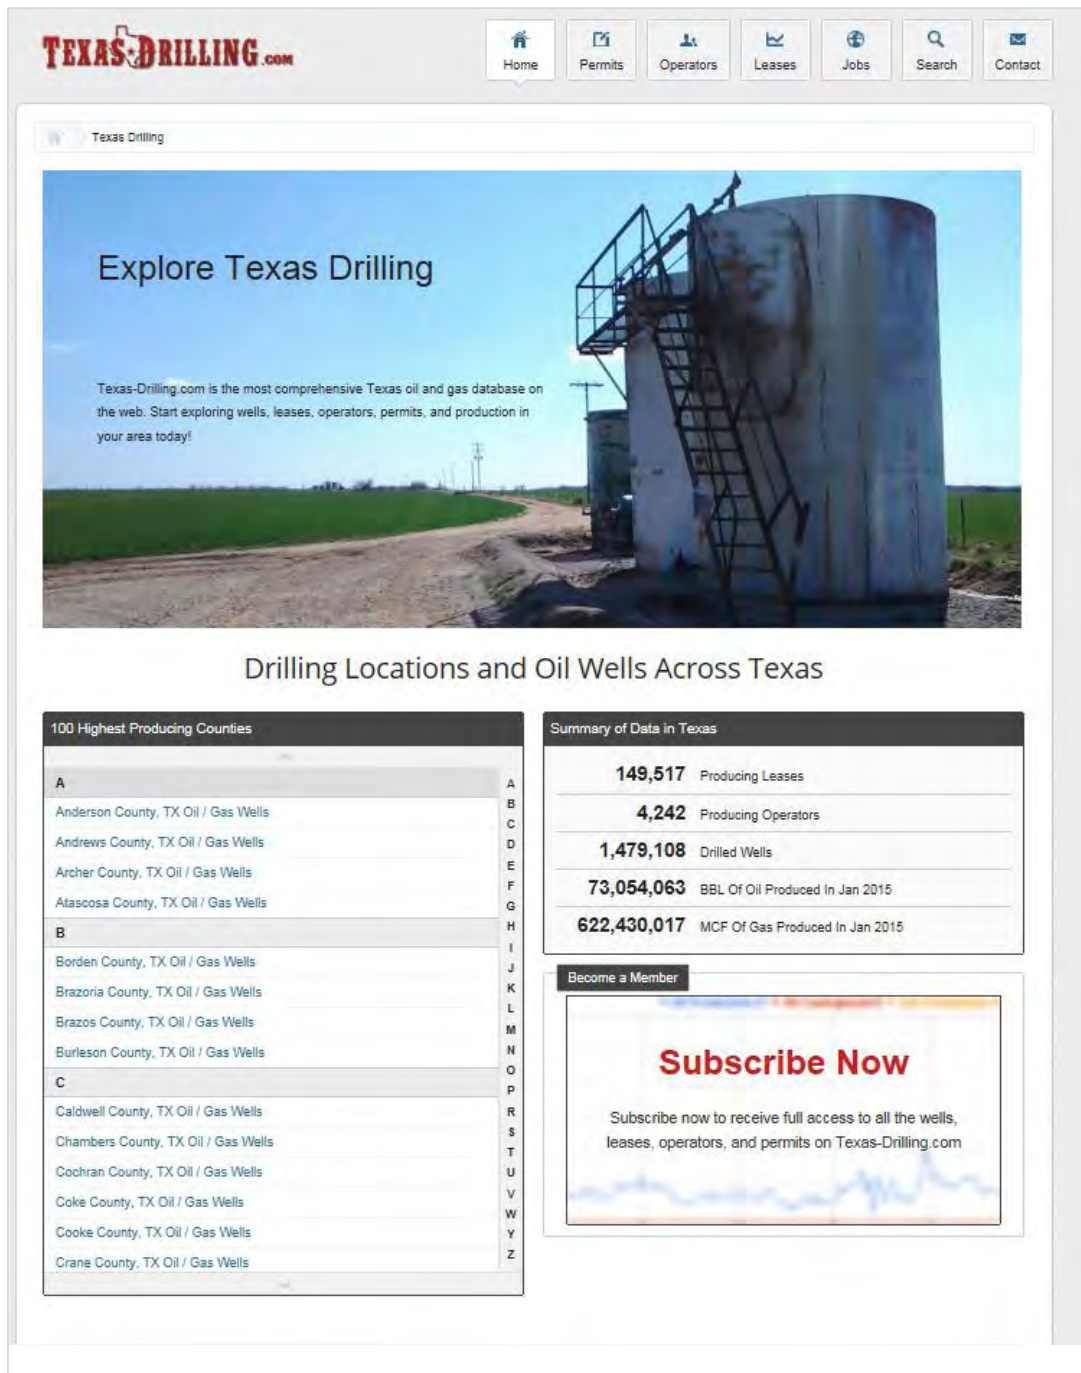 TEXAS-DRILLING.COM
Home
Permits
Operators
Leases
Jobs
Search
Contact
Texas Drilling
Explore Texas Drilling
Texas-Drilling.com is the most comprehensive Texas oil and gas database on
the web. Start exploring wells, leases, operators, permits, and production in
your area today!
Drilling Locations and Oil Wells Across Texas
100 Highest Producing Counties
A
Anderson County, TX Oil / Gas Wells
Andrews County, TX Oil / Gas Wells
Archer County, TX Oil / Gas Wells
Atascosa County, TX Oil / Gas Wells
B
Borden County, TX Oil / Gas Wells
Brazoria County, TX Oil / Gas Wells
Brazos County, TX Oil / Gas Wells
Burleson County, TX Oil / Gas Wells
C
Caldwell County, TX Oil / Gas Wells
Chambers County, TX Oil / Gas Wells
Cochran County, TX Oil / Gas Wells
Coke County, TX Oil / Gas Wells
Cooke County, TX Oil / Gas Wells
Crane County, TX Oil / Gas Wells
A
B
C
D
E
F
G
H
I
J
K
L
M
N
O
P
R
S
T
U
V
W
Y
Z
Summary of Data in Texas
149,517 Producing Leases
4,242 Producing Operators
1,479,108 Drilled Wells
73,054,063 BBL Of Oil Produced In Jan 2015
622,430,017 MCF Of Gas Produced In Jan 2015
Become a Member
Subscribe Now
Subscribe now to receive full access to all the wells,
leases, operators, and permits on Texas-Drilling.com